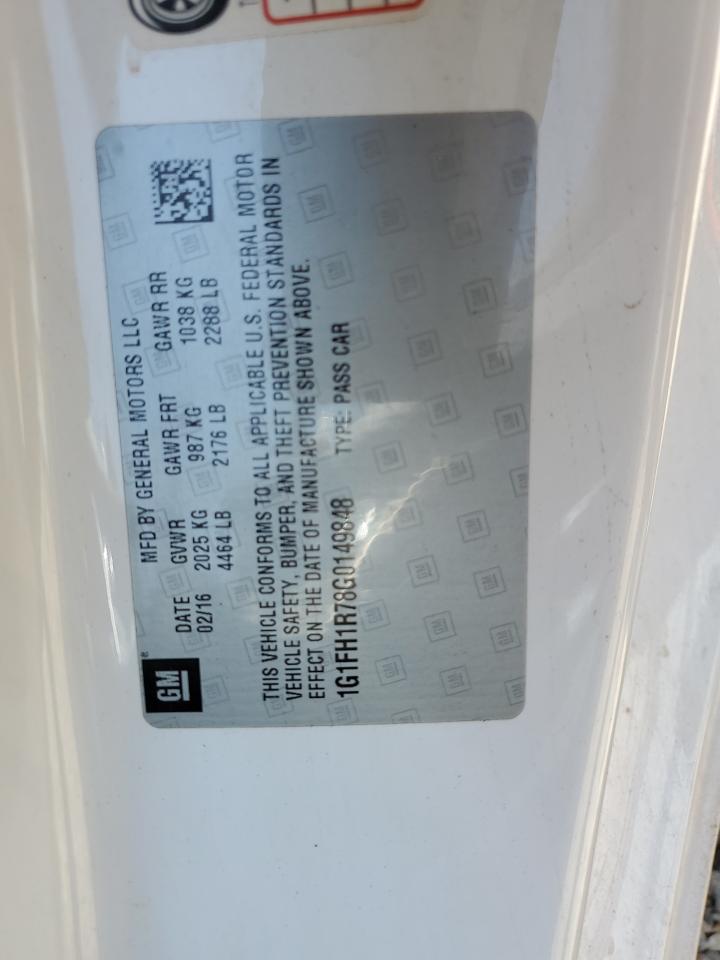 GM
MFD BY GENERAL MOTORS LLC
DATE GVWR GAWR FRT GAWR RR
02/16 2025 KG 987 KG 1038 KG
4464 LB 2176 LB 2288 LB
THIS VEHICLE CONFORMS TO ALL APPLICABLE U.S. FEDERAL MOTOR
VEHICLE SAFETY, BUMPER, AND THEFT PREVENTION STANDARDS IN
EFFECT ON THE DATE OF MANUFACTURE SHOWN ABOVE.
1G1FH1R78G0149848 TYPE: PASS CAR